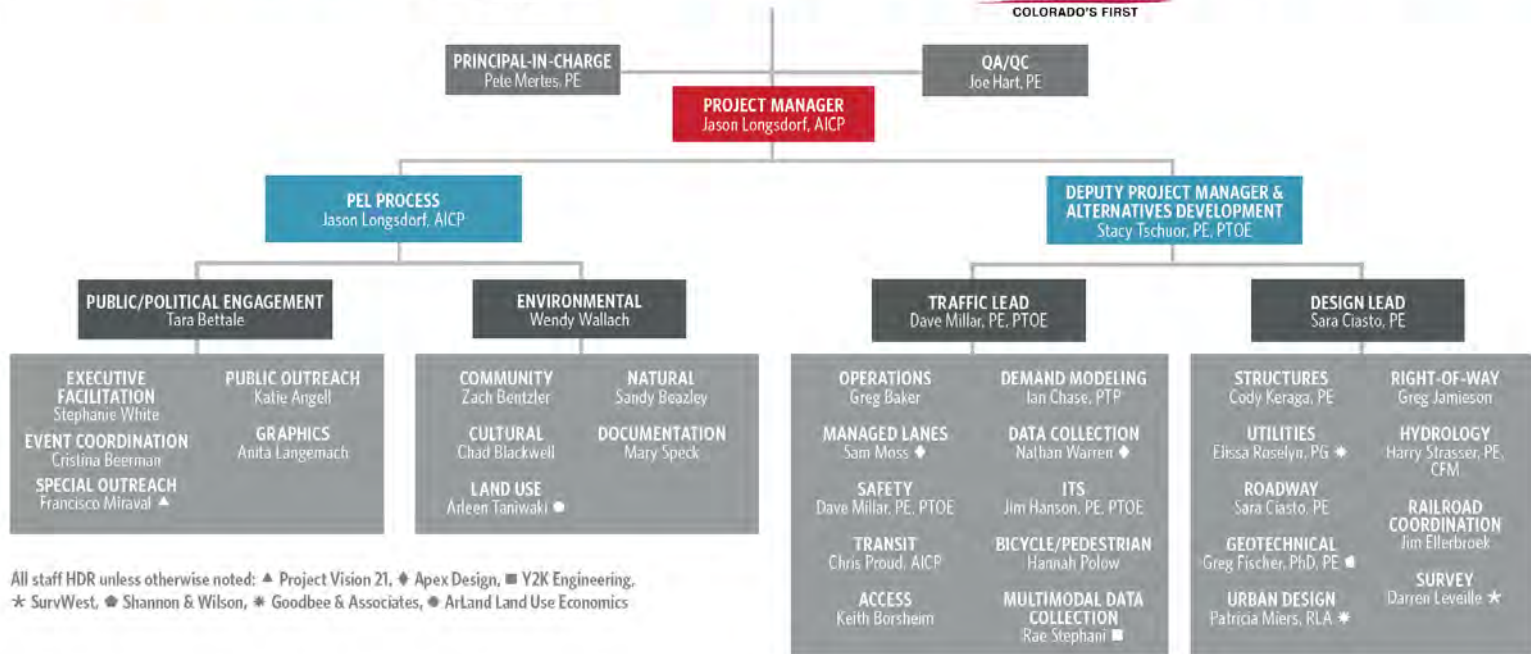 COLORADO'S FIRST
PRINCIPAL-IN-CHARGE
Pete Mertes, PE
QA/QC
Joe Hart, PE
PROJECT MANAGER
Jason Longsdorf, AICP
PEL PROCESS
Jason Longsdorf, AICP
DEPUTY PROJECT MANAGER &
ALTERNATIVES DEVELOPMENT
Stacy Tschuor, PE, PTOE
PUBLIC/POLITICAL ENGAGEMENT
Tara Bettale
ENVIRONMENTAL
Wendy Wallach
TRAFFIC LEAD
Dave Millar, PE, PTOE
DESIGN LEAD
Sara Ciasto, PE
EXECUTIVE
FACILITATION
Stephanie White
EVENT COORDINATION
Cristina Beerman
SPECIAL OUTREACH
Francisco Miraval ▲
PUBLIC OUTREACH
Katie Angell
GRAPHICS
Anita Langemach
COMMUNITY
Zach Bentzler
CULTURAL
Chad Blackwell
LAND USE
Arleen Taniwaki ●
NATURAL
Sandy Beazley
DOCUMENTATION
Mary Speck
OPERATIONS
Greg Baker
MANAGED LANES
Sam Moss ♦
SAFETY
Dave Millar, PE, PTOE
TRANSIT
Chris Proud, AICP
ACCESS
Keith Borsheim
DEMAND MODELING
Ian Chase, PTP
DATA COLLECTION
Nathan Warren ♦
ITS
Jim Hanson, PE, PTOE
BICYCLE/PEDESTRIAN
Hannah Polow
MULTIMODAL DATA
COLLECTION
Rae Stephani ■
STRUCTURES
Cody Keraga, PE
UTILITIES
Elissa Roselyn, PG ✷
ROADWAY
Sara Ciasto, PE
GEOTECHNICAL
Greg Fischer, PhD, PE ⬟
URBAN DESIGN
Patricia Miers, RLA ✷
RIGHT-OF-WAY
Greg Jamieson
HYDROLOGY
Harry Strasser, PE,
CFM
RAILROAD
COORDINATION
Jim Ellerbroek
SURVEY
Darren Leveille ★
All staff HDR unless otherwise noted: ▲ Project Vision 21, ♦ Apex Design, ■ Y2K Engineering,
★ SurvWest, ⬟ Shannon & Wilson, ✷ Goodbee & Associates, ● ArLand Land Use Economics